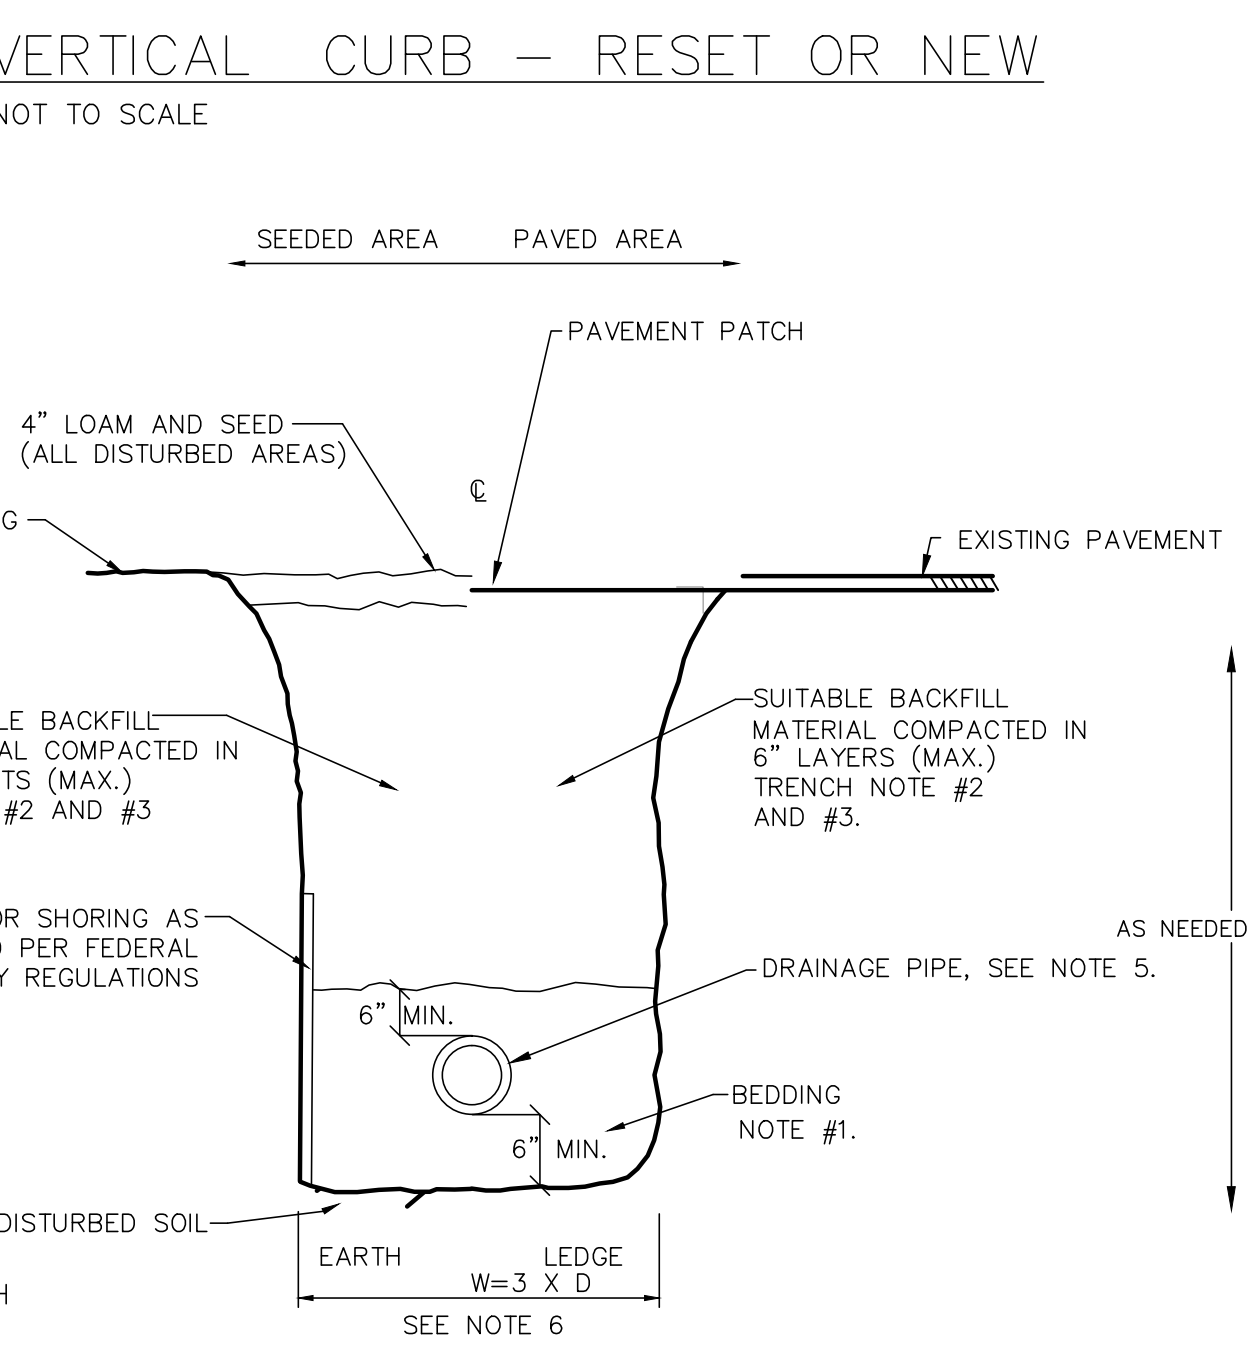 VERTICAL CURB – RESET OR NEW
NOT TO SCALE
SEEDED AREA
PAVED AREA
PAVEMENT PATCH
4” LOAM AND SEED
(ALL DISTURBED AREAS)
℄
G
EXISTING PAVEMENT
LE BACKFILL
AL COMPACTED IN
TS (MAX.)
#2 AND #3
SUITABLE BACKFILL
MATERIAL COMPACTED IN
6” LAYERS (MAX.)
TRENCH NOTE #2
AND #3.
OR SHORING AS
PER FEDERAL
Y REGULATIONS
AS NEEDED
DRAINAGE PIPE, SEE NOTE 5.
6” MIN.
BEDDING
NOTE #1.
6” MIN.
DISTURBED SOIL
EARTH
LEDGE
W=3 X D
H
SEE NOTE 6